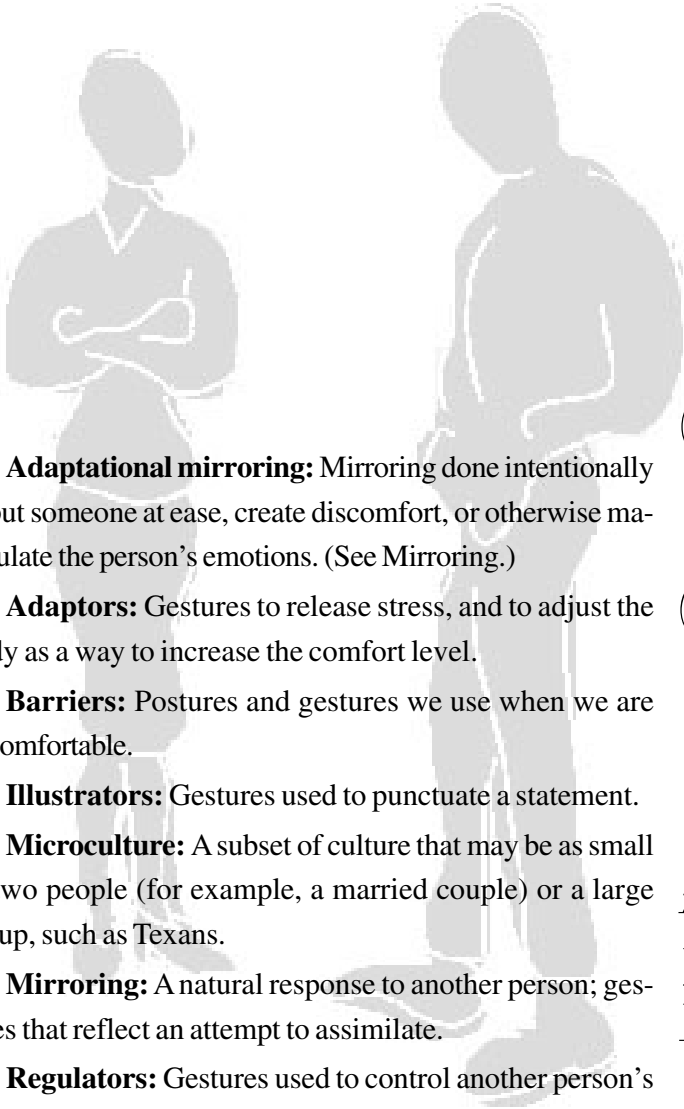 Adaptational mirroring: Mirroring done intentionally
out someone at ease, create discomfort, or otherwise ma-
ulate the person's emotions. (See Mirroring.)
Adaptors: Gestures to release stress, and to adjust the
dy as a way to increase the comfort level.
Barriers: Postures and gestures we use when we are
comfortable.
Illustrators: Gestures used to punctuate a statement.
Microculture: A subset of culture that may be as small
two people (for example, a married couple) or a large
up, such as Texans.
Mirroring: A natural response to another person; ges-
es that reflect an attempt to assimilate.
Regulators: Gestures used to control another person's